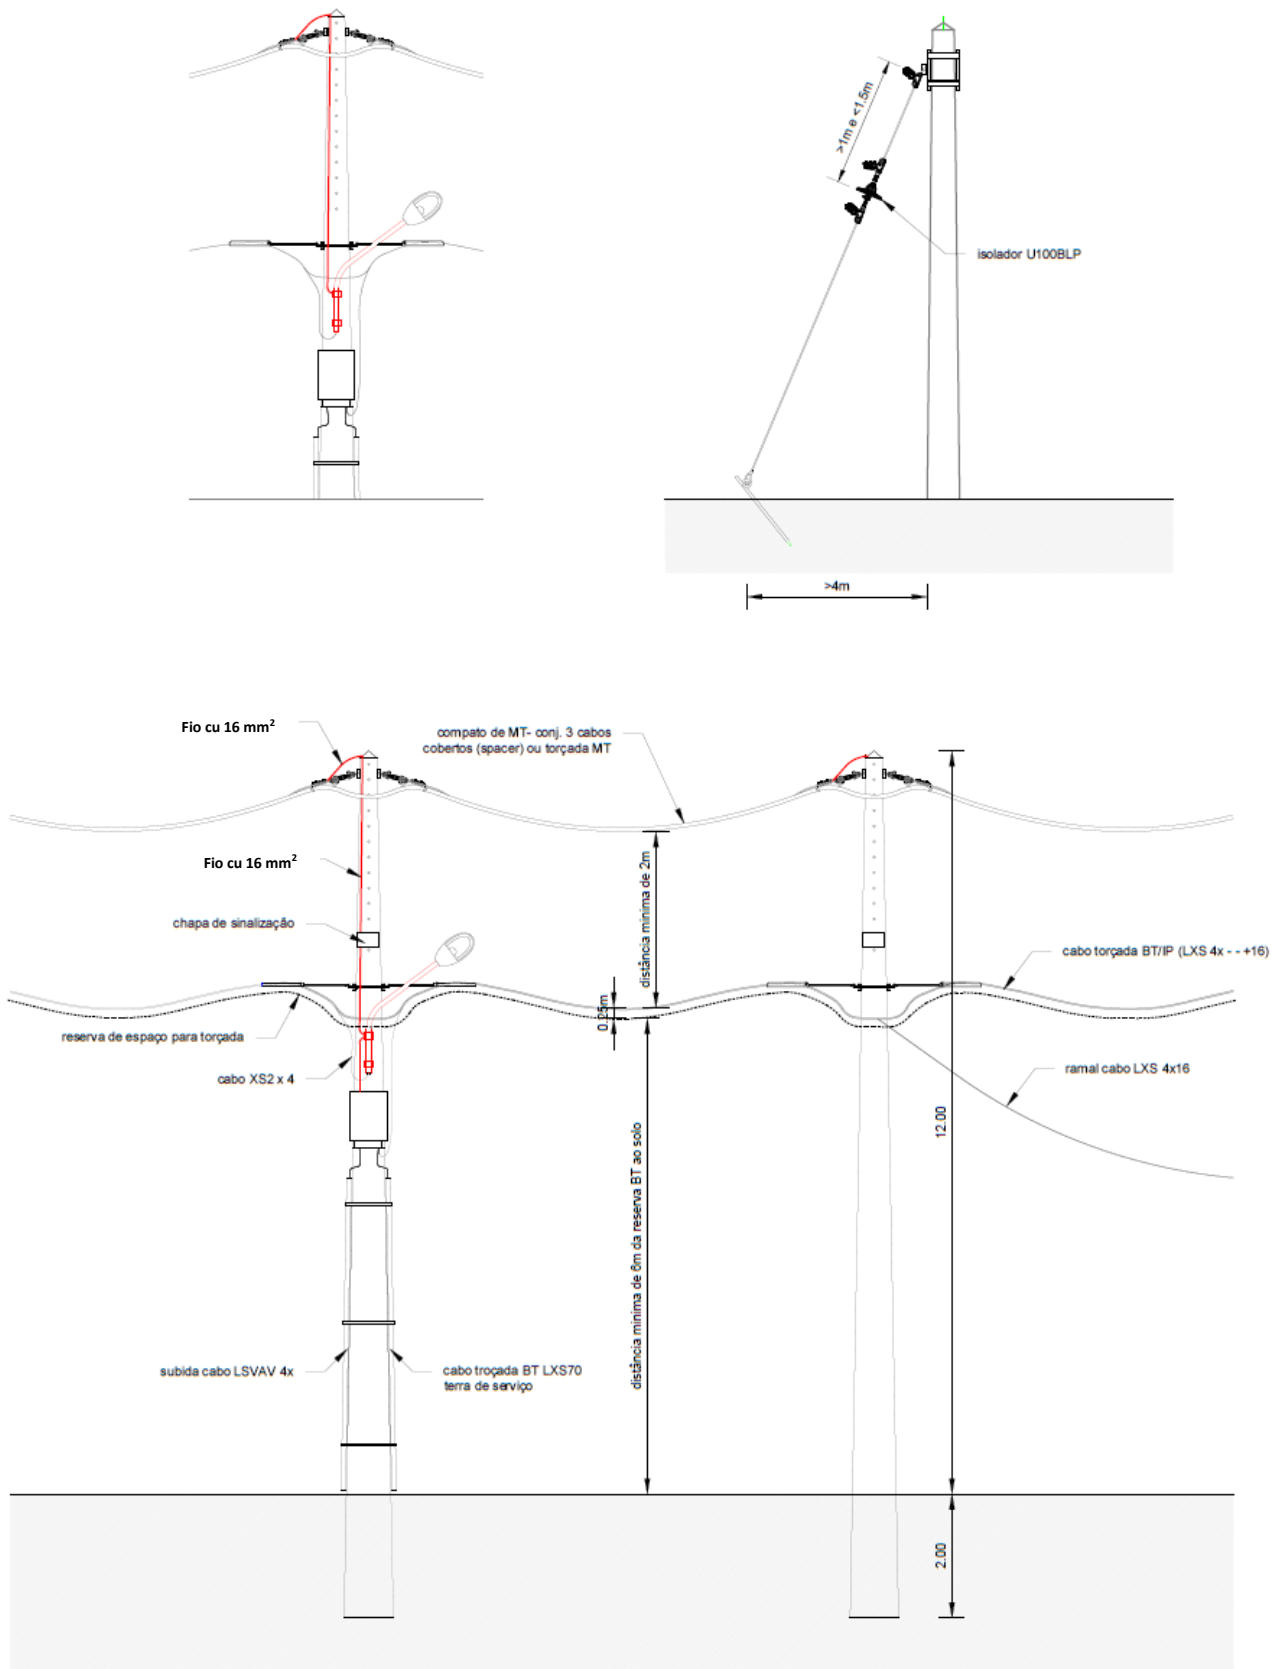 >1m e <1.5m
isolador U100BLP
>4m
Fio cu 16 mm²
compato de MT- conj. 3 cabos
cobertos (spacer) ou torçada MT
Fio cu 16 mm²
distância mínima de 2m
chapa de sinalização
cabo torçada BT/IP (LXS 4x - - +16)
0.25m
reserva de espaço para torçada
cabo XS2 x 4
ramal cabo LXS 4x16
12.00
distância mínima de 6m da reserva BT ao solo
subida cabo LSVAV 4x
cabo troçada BT LXS70
terra de serviço
2.00